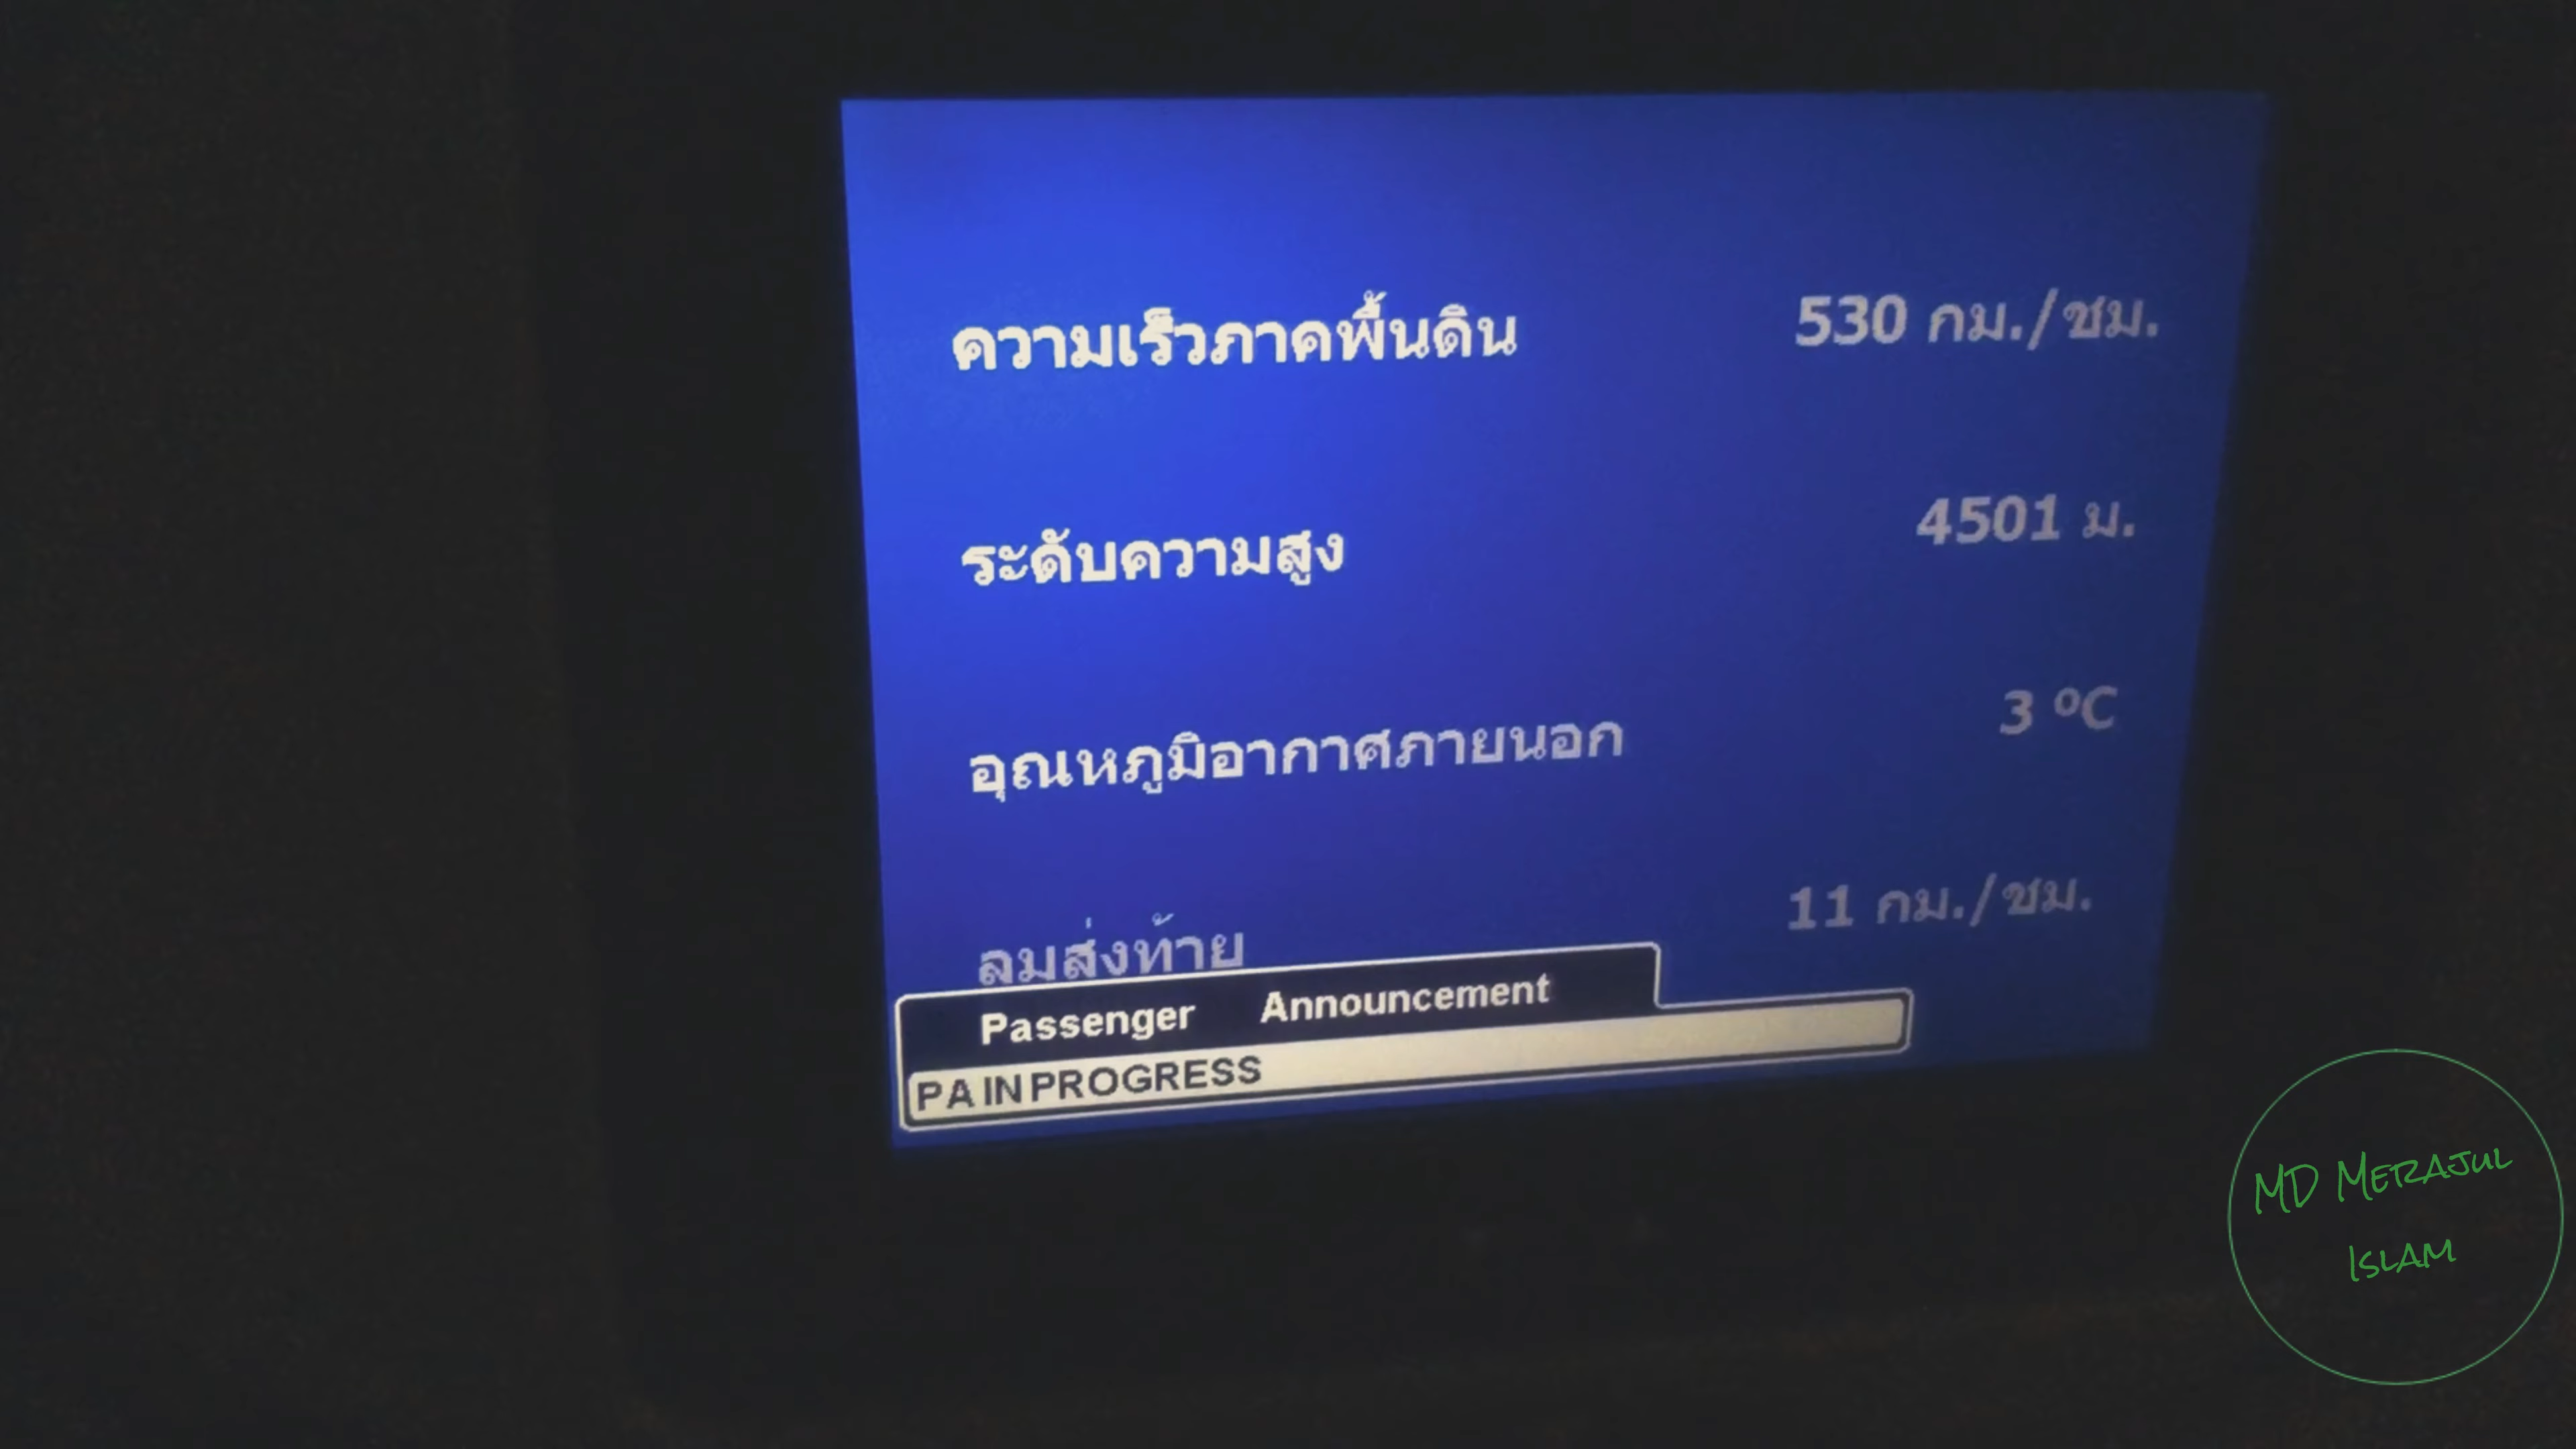 ความเร็วภาคพื้นดิน 530 กม./ชม.
ระดับความสูง 4501 ม.
อุณหภูมิอากาศภายนอก 3 ºC
ลมส่งท้าย 11 กม./ชม.
Passenger Announcement
PA IN PROGRESS
MD MERAJUL
ISLAM